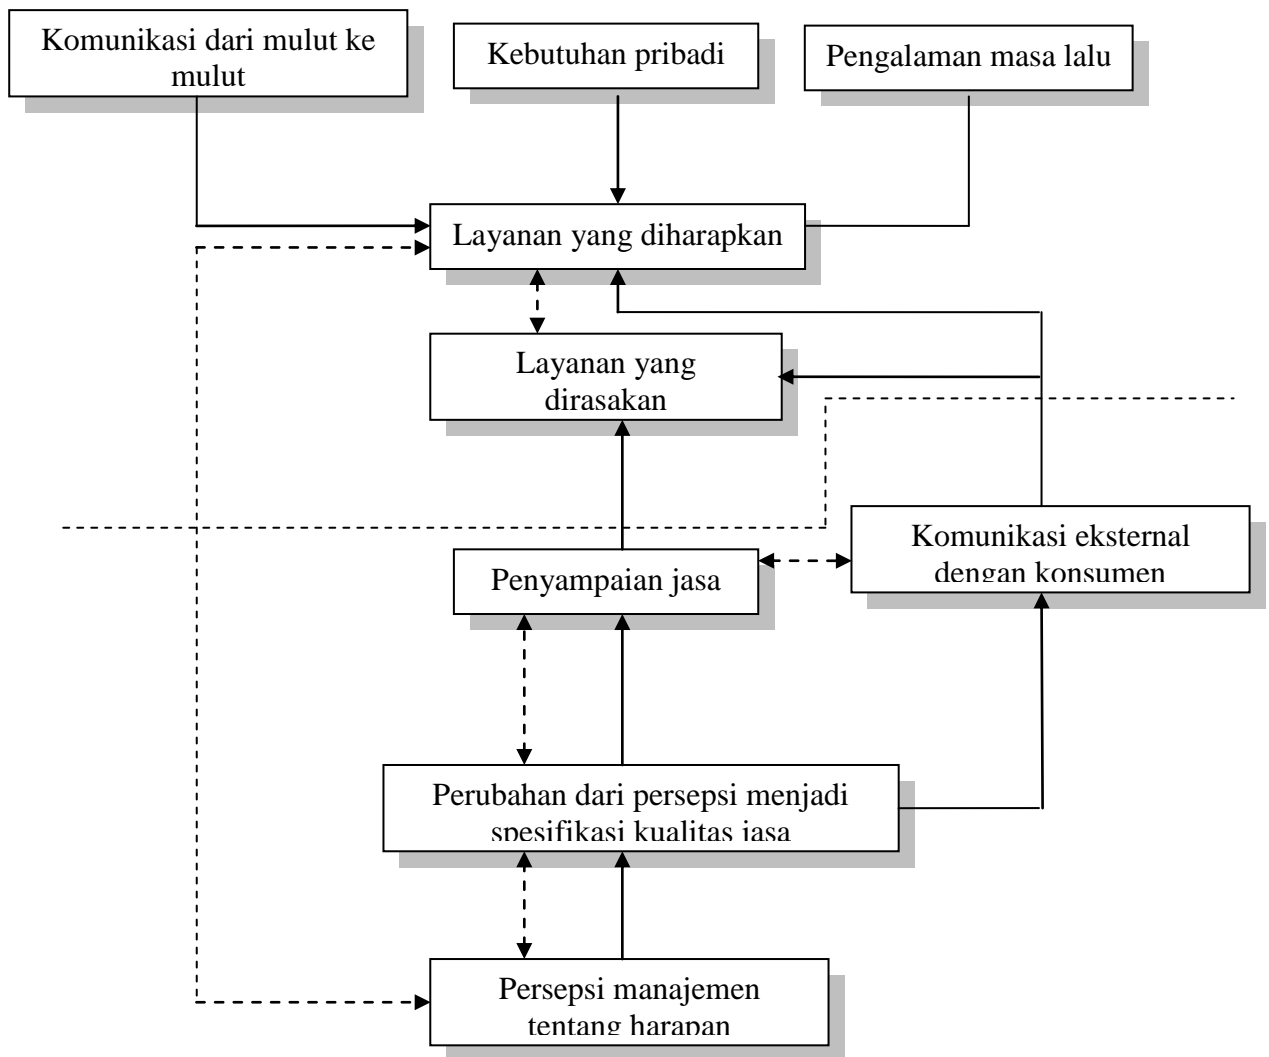 Komunikasi dari mulut ke
mulut
Kebutuhan pribadi
Pengalaman masa lalu
Layanan yang diharapkan
Layanan yang
dirasakan
Komunikasi eksternal
dengan konsumen
Penyampaian jasa
Perubahan dari persepsi menjadi
spesifikasi kualitas jasa
Persepsi manajemen
tentang harapan